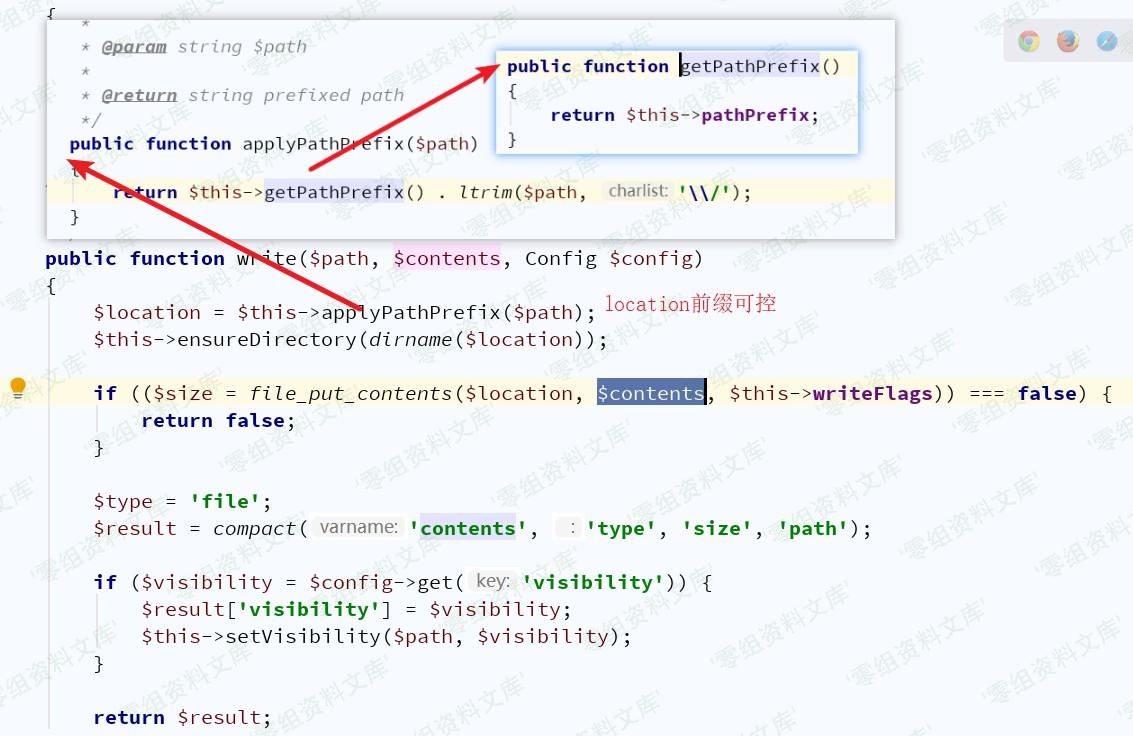 {
*
* @param string $path
*
* @return string prefixed path
*/
public function applyPathPrefix($path)
{
return $this->getPathPrefix() . ltrim($path, charlist: '\\/');
}
public function getPathPrefix()
{
return $this->pathPrefix;
}
public function write($path, $contents, Config $config)
{
$location = $this->applyPathPrefix($path); location前缀可控
$this->ensureDirectory(dirname($location));
if (($size = file_put_contents($location, $contents, $this->writeFlags)) === false) {
return false;
}
$type = 'file';
$result = compact( varname: 'contents', : 'type', 'size', 'path');
if ($visibility = $config->get( key: 'visibility')) {
$result['visibility'] = $visibility;
$this->setVisibility($path, $visibility);
}
return $result;
'零组资料文库'